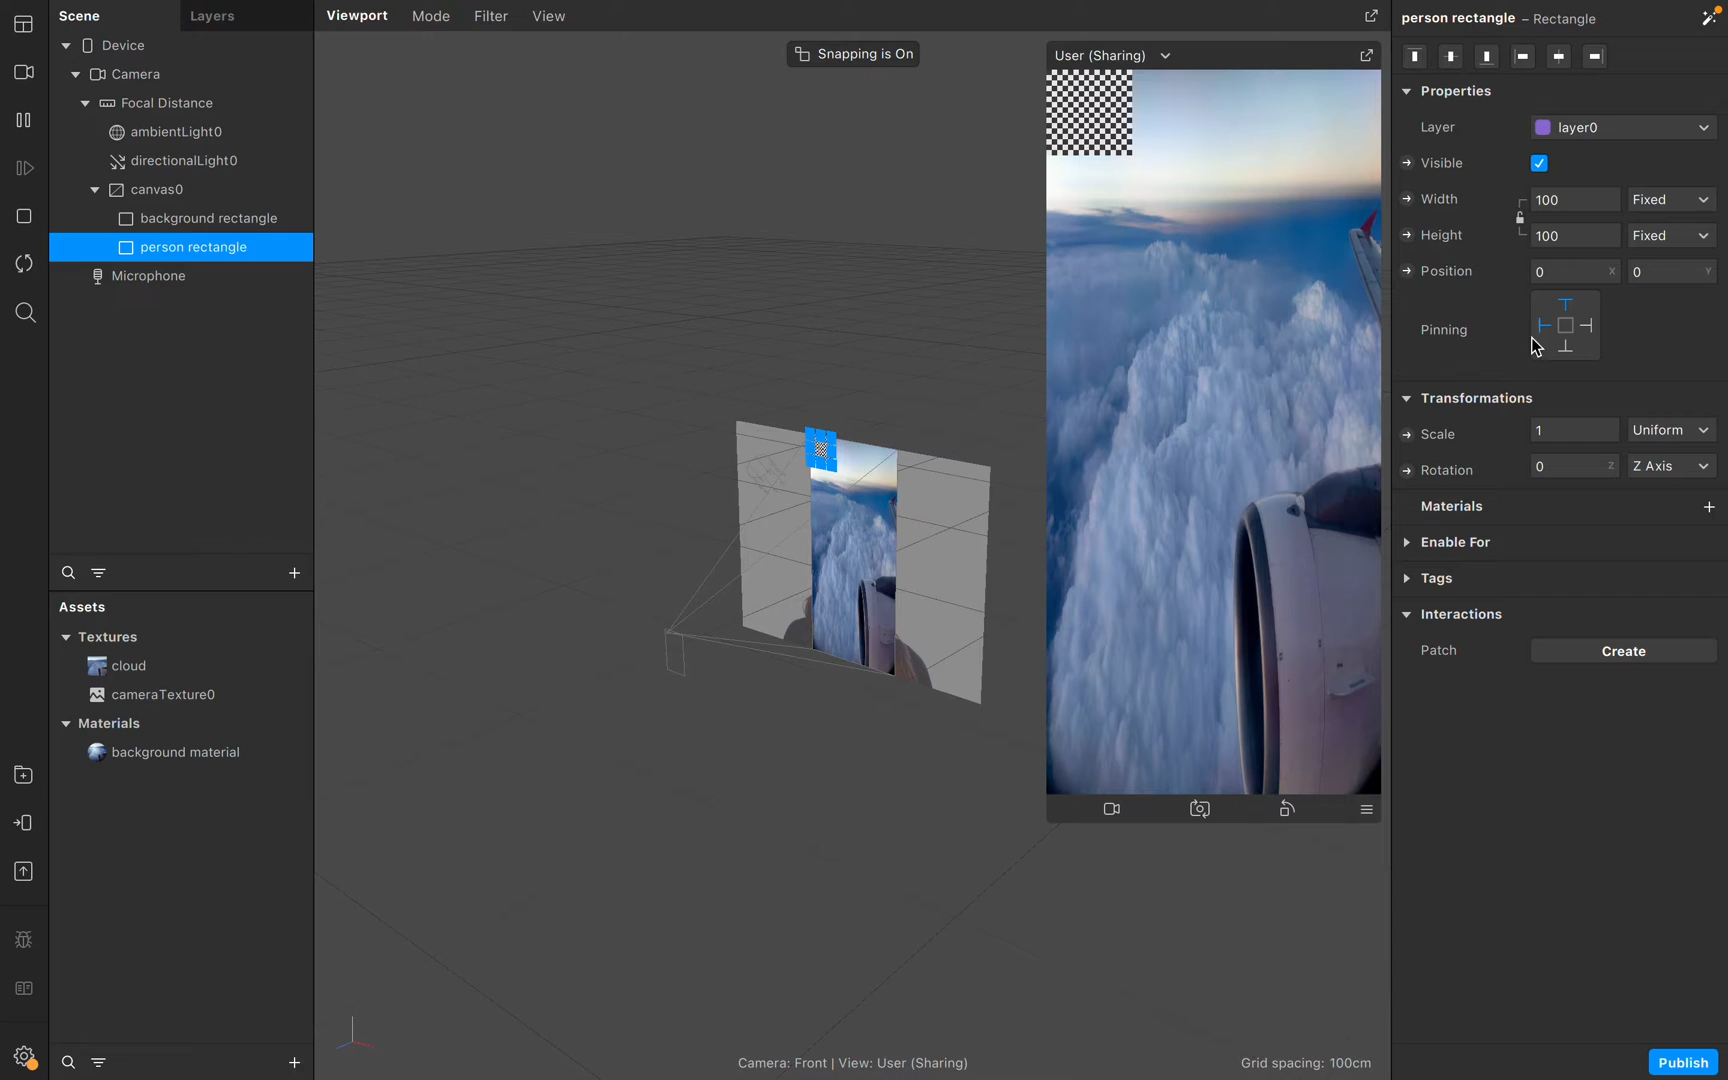 Scene
Layers
Device
Camera
Focal Distance
ambientLight0
directionalLight0
canvas0
background rectangle
person rectangle
Microphone
Assets
Textures
cloud
cameraTexture0
Materials
background material
Viewport
Mode
Filter
View
Snapping is On
User (Sharing)
Camera: Front | View: User (Sharing)
Grid spacing: 100cm
person rectangle – Rectangle
Properties
Layer
layer0
Visible
Width
100
Fixed
Height
100
Fixed
Position
0
X
0
Y
Pinning
Transformations
Scale
1
Uniform
Rotation
0
Z
Z Axis
Materials
Enable For
Tags
Interactions
Patch
Create
Publish